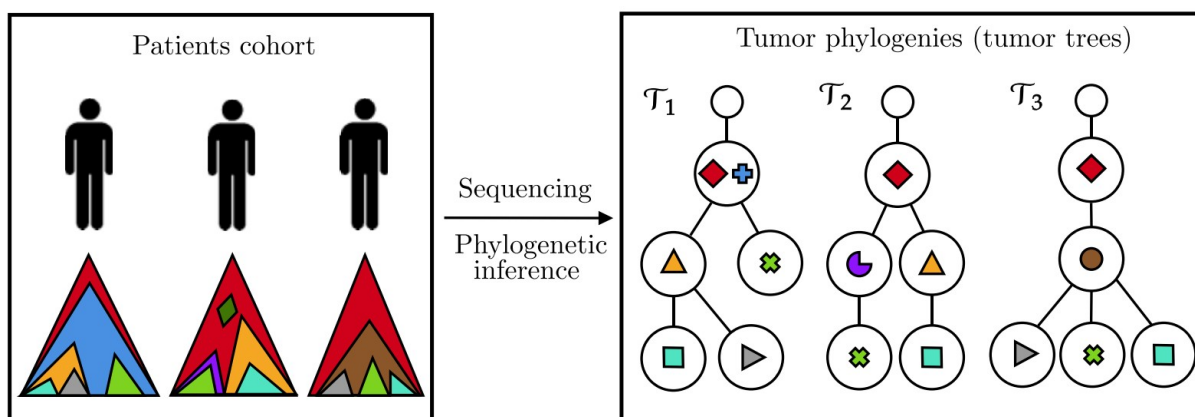 Patients cohort
Sequencing
Phylogenetic
inference
Tumor phylogenies (tumor trees)
𝒯₁
𝒯₂
𝒯₃